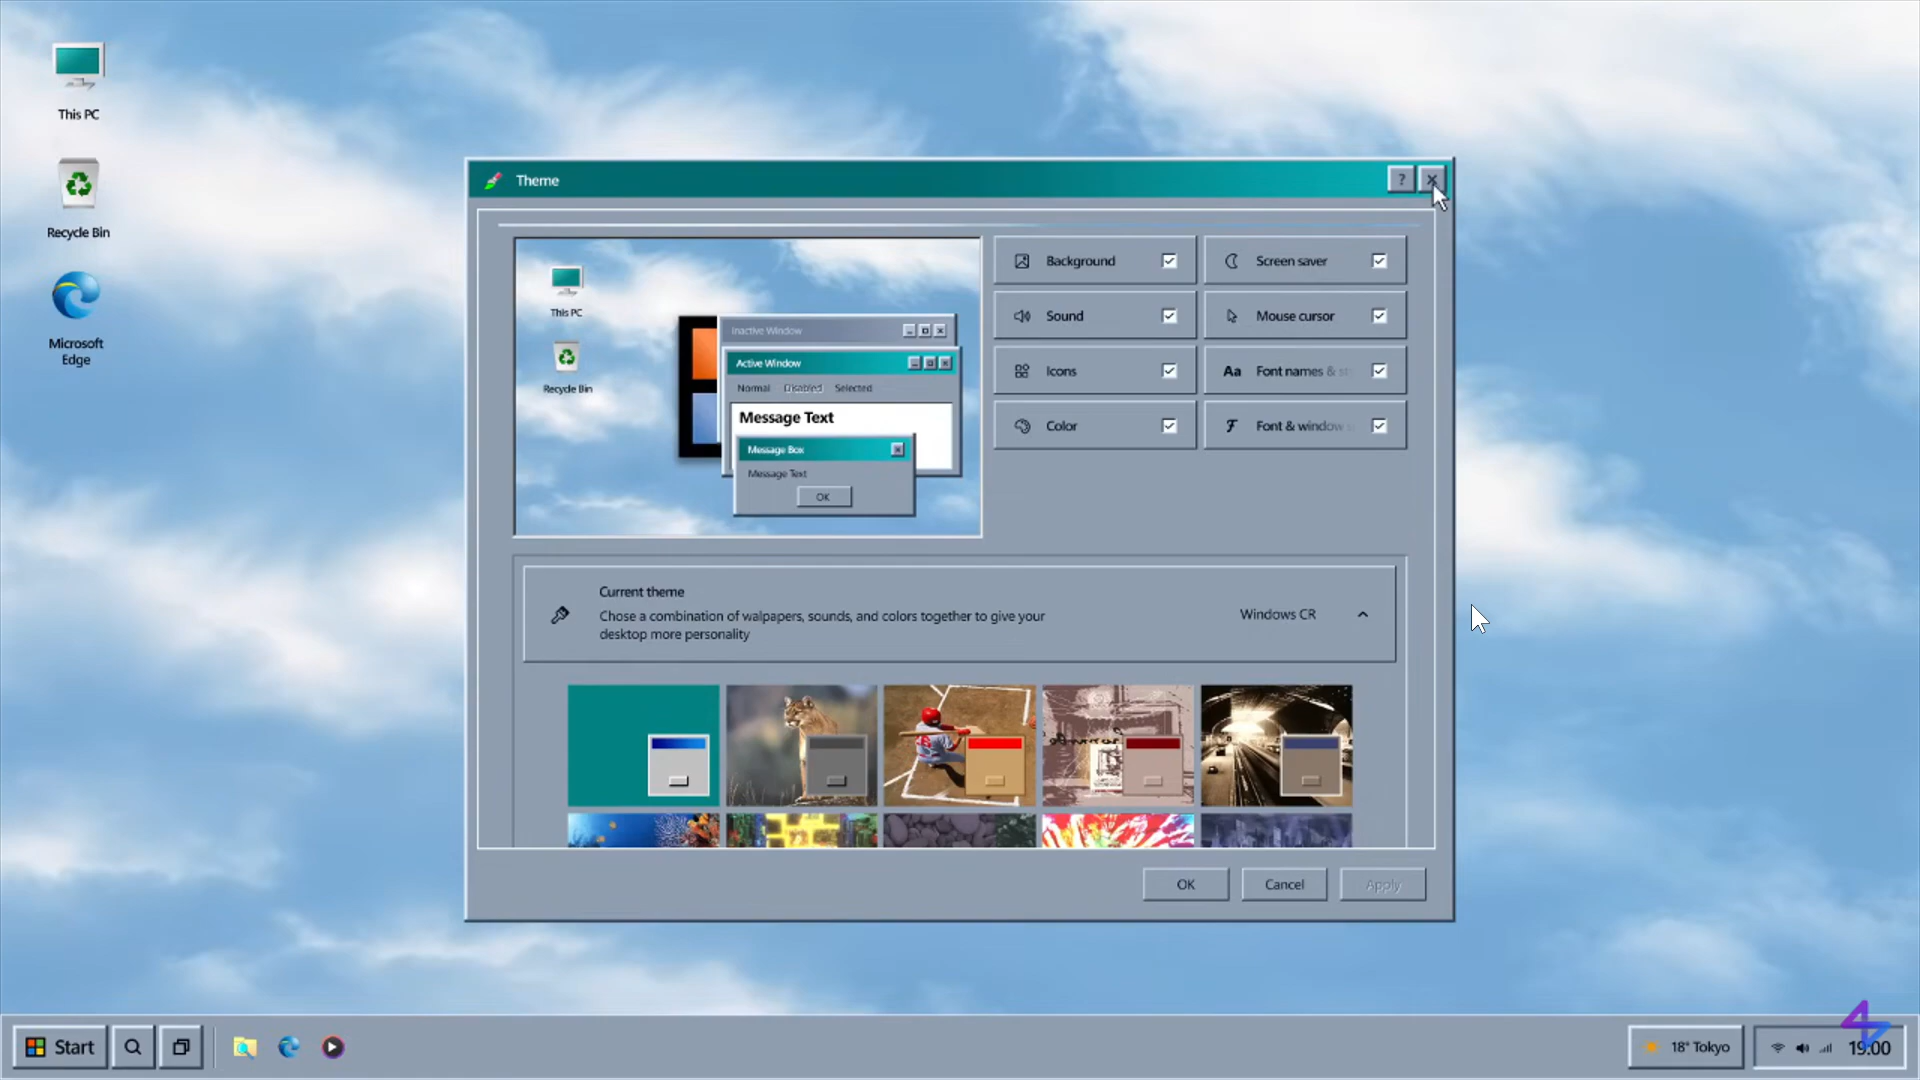 This PC
Recycle Bin
Microsoft
Edge
Theme
?
This PC
Recycle Bin
Inactive Window
Active Window
Normal Disabled Selected
Message Text
Message Box
Message Text
OK
Background
Screen saver
Sound
Mouse cursor
Icons
Aa Font names &
Color
F Font & window
Current theme
Chose a combination of walpapers, sounds, and colors together to give your
desktop more personality
Windows CR
OK
Cancel
Apply
Start
18° Tokyo
19:00